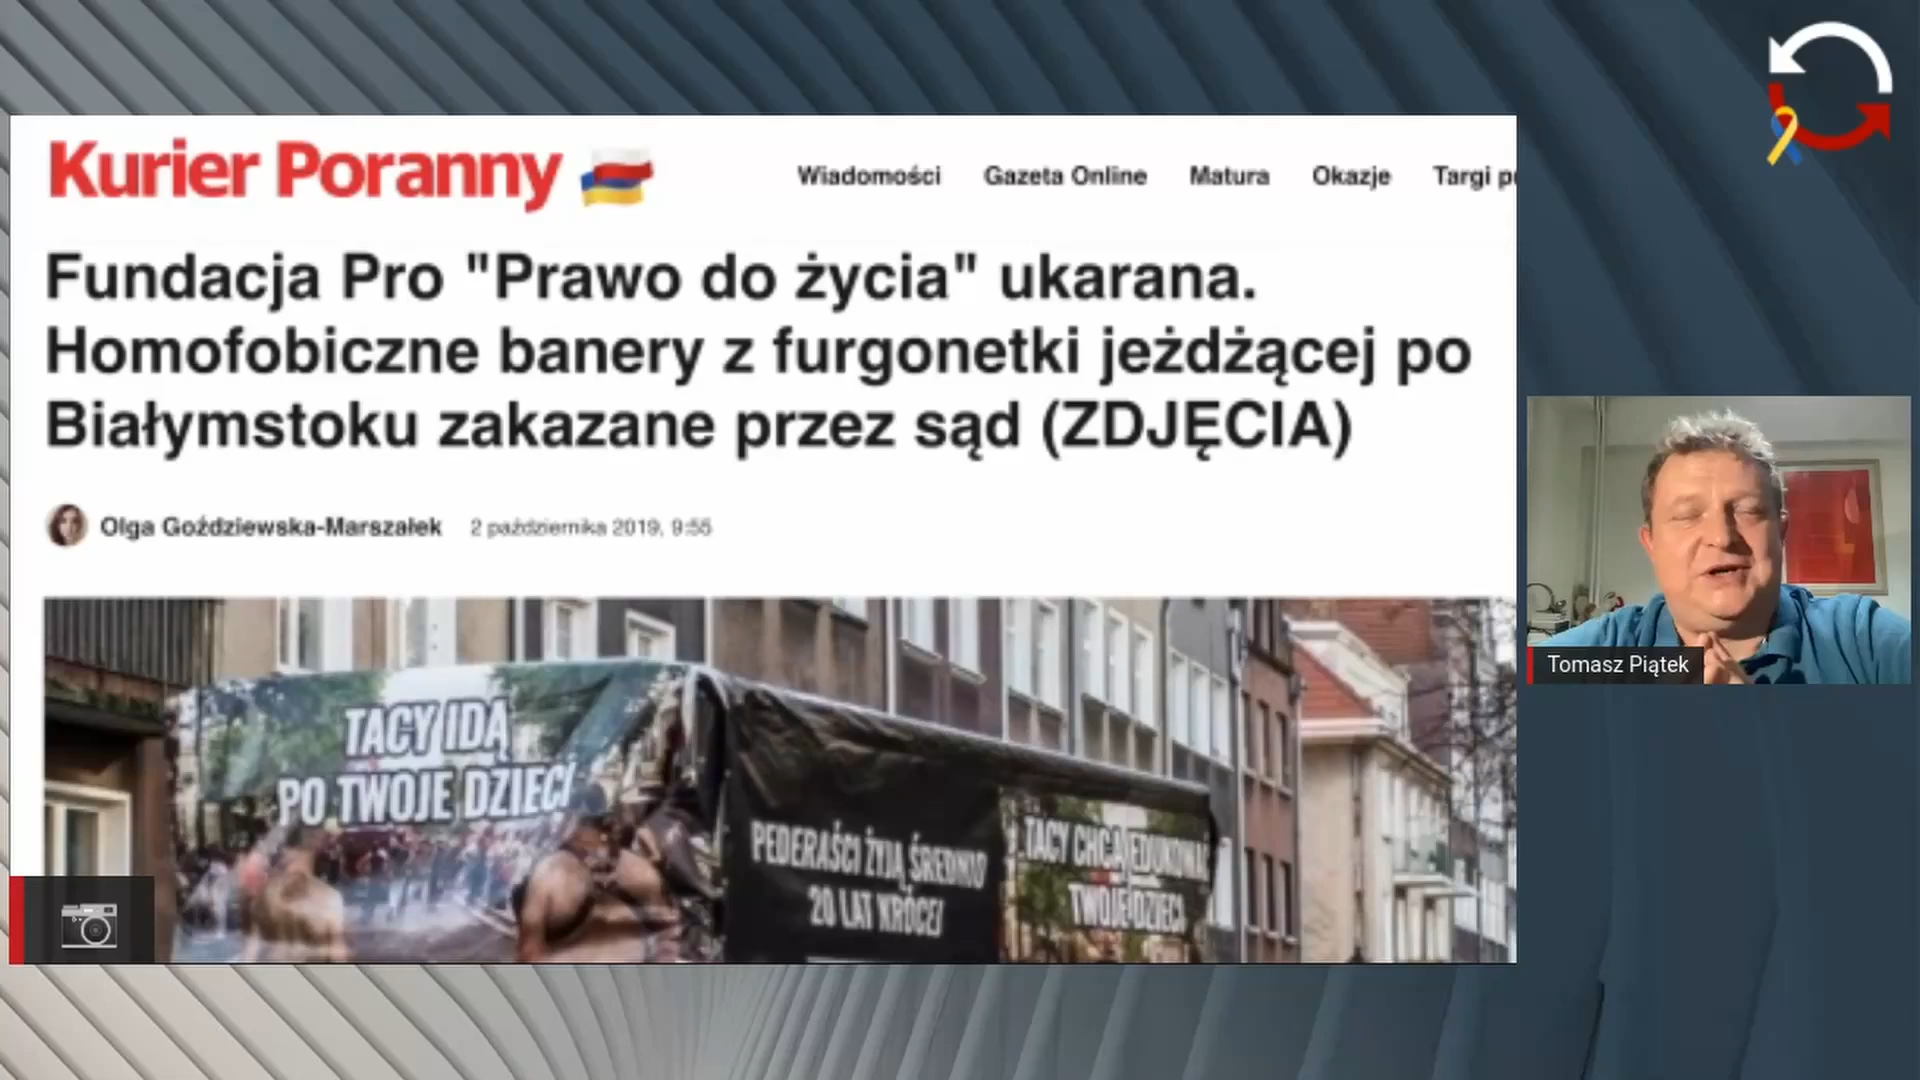 Kurier Poranny
Wiadomości Gazeta Online Matura Okazje Targi
Fundacja Pro "Prawo do życia" ukarana.
Homofobiczne banery z furgonetki jeżdżącej po
Białymstoku zakazane przez sąd (ZDJĘCIA)
Olga Goździewska-Marszałek 2 października 2019, 9:55
TACY IDĄ
PO TWOJE DZIECI
PEDERAŚCI ŻYJĄ ŚREDNIO
20 LAT KRÓCEJ
TACY CHCĄ EDUKOWAĆ
TWOJE DZIECI
Tomasz Piątek